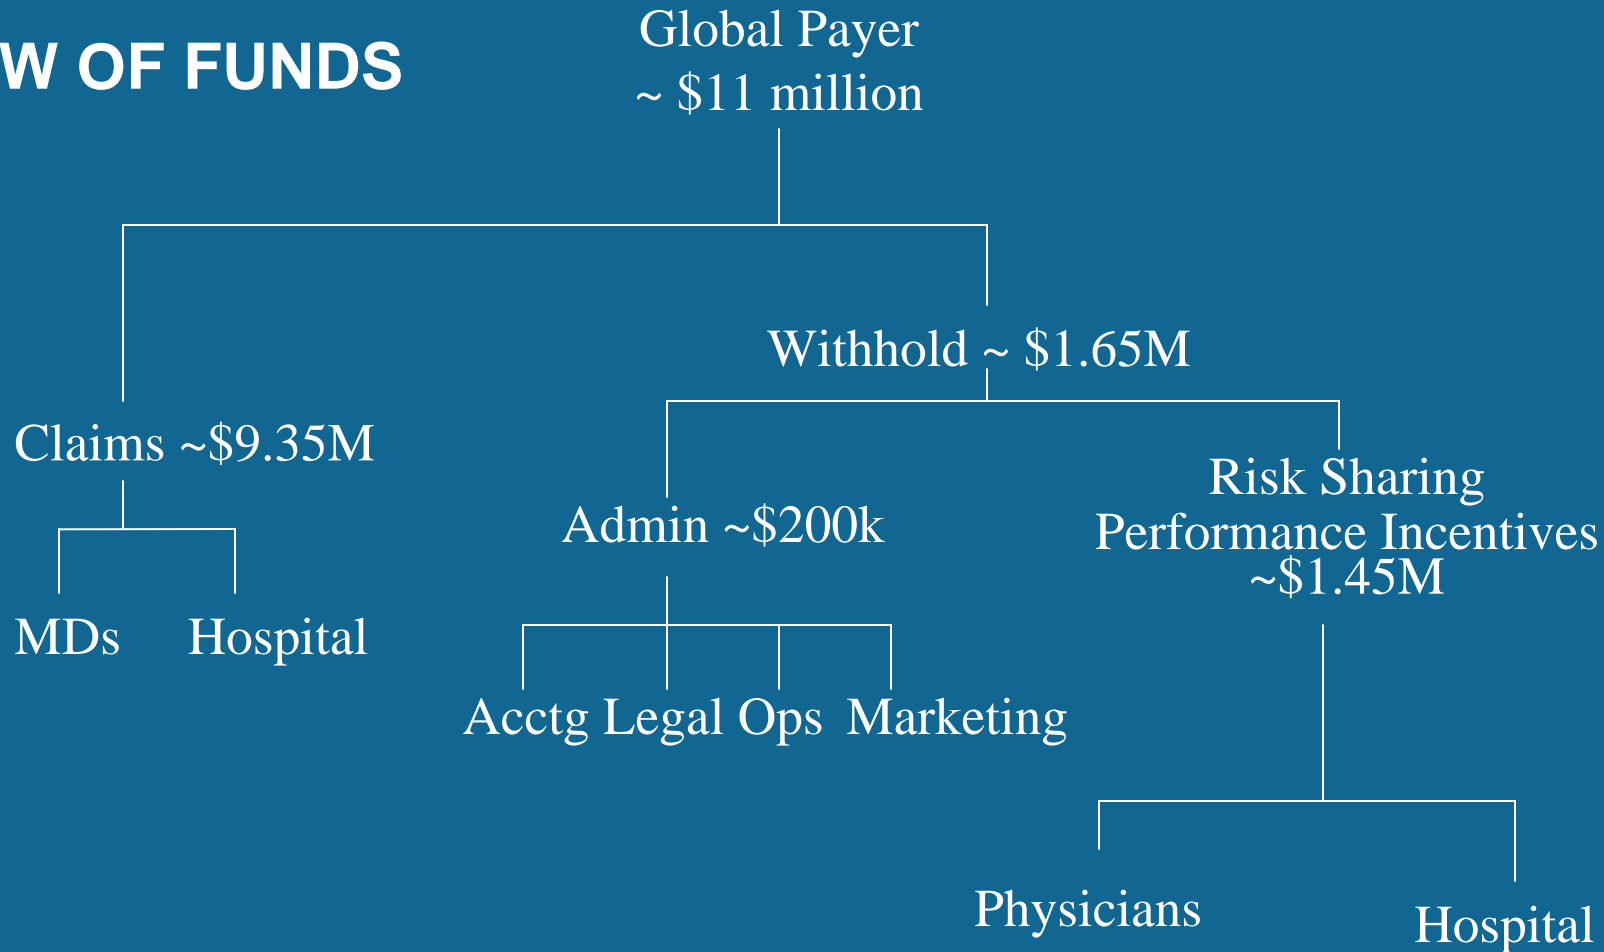 W OF FUNDS
Global Payer
~ $11 million
Withhold ~ $1.65M
Claims ~$9.35M
Risk Sharing
Performance Incentives
~$1.45M
Admin ~$200k
MDs Hospital
Acctg Legal Ops Marketing
Physicians
Hospital